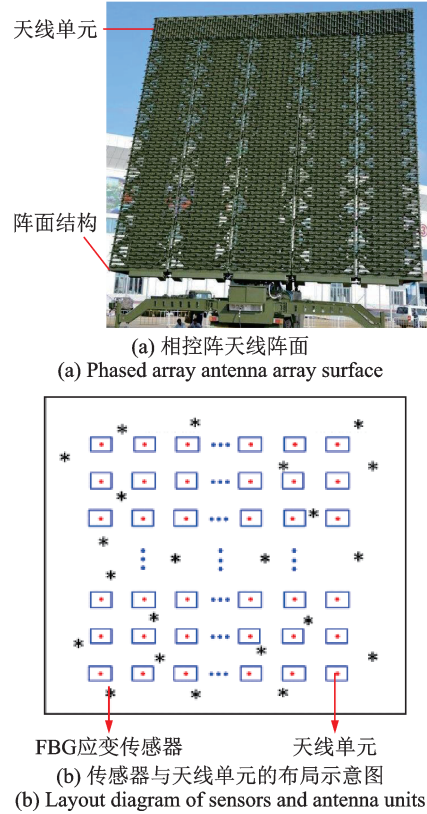 天线单元
阵面结构
(a) 相控阵天线阵面
(a) Phased array antenna array surface
FBG应变传感器
天线单元
(b) 传感器与天线单元的布局示意图
(b) Layout diagram of sensors and antenna units